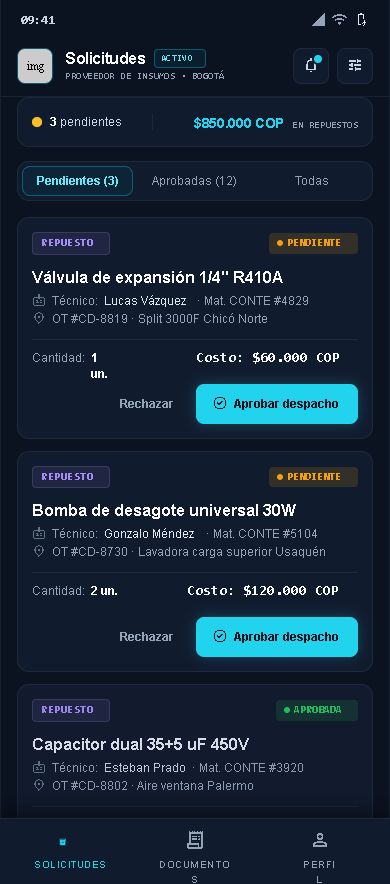 09:41
img
Solicitudes
ACTIVO
PROVEEDOR DE INSUMOS • BOGOTÁ
3 pendientes
$850.000 COP EN REPUESTOS
Pendientes (3)
Aprobadas (12)
Todas
REPUESTO
PENDIENTE
Válvula de expansión 1/4" R410A
Técnico: Lucas Vázquez · Mat. CONTE #4829
OT #CD-8819 · Split 3000F Chicó Norte
Cantidad: 1
un.
Costo: $60.000 COP
Rechazar
Aprobar despacho
REPUESTO
PENDIENTE
Bomba de desagote universal 30W
Técnico: Gonzalo Méndez · Mat. CONTE #5104
OT #CD-8730 · Lavadora carga superior Usaquén
Cantidad: 2 un.
Costo: $120.000 COP
Rechazar
Aprobar despacho
REPUESTO
APROBADA
Capacitor dual 35+5 uF 450V
Técnico: Esteban Prado · Mat. CONTE #3920
OT #CD-8802 · Aire ventana Palermo
SOLICITUDES
DOCUMENTO
S
PERFI
L